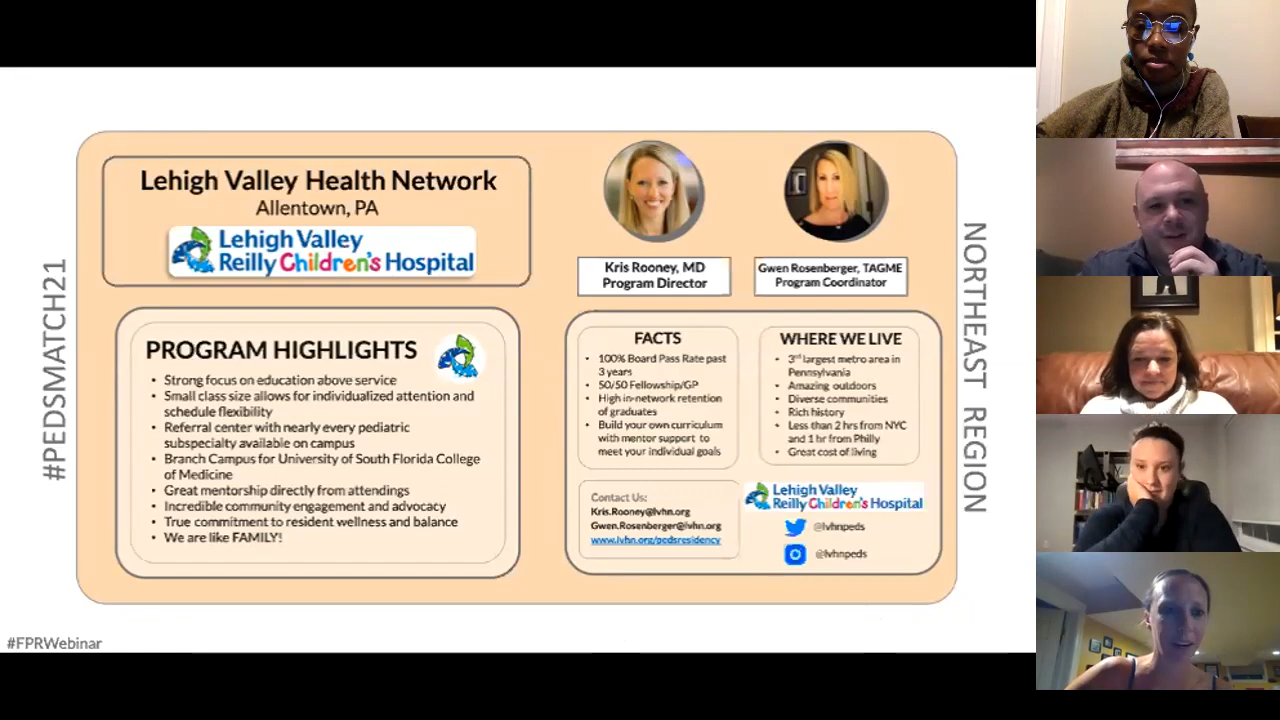 #PEDSMATCH21
Lehigh Valley Health Network
Allentown, PA
Lehigh Valley
Reilly Children's Hospital
PROGRAM HIGHLIGHTS
• Strong focus on education above service
• Small class size allows for individualized attention and
schedule flexibility
• Referral center with nearly every pediatric
subspecialty available on campus
• Branch Campus for University of South Florida College
of Medicine
• Great mentorship directly from attendings
• Incredible community engagement and advocacy
• True commitment to resident wellness and balance
• We are like FAMILY!
Kris Rooney, MD
Program Director
Gwen Rosenberger, TAGME
Program Coordinator
FACTS
• 100% Board Pass Rate past
3 years
• 50/50 Fellowship/GP
• High in-network retention
of graduates
• Build your own curriculum
with mentor support to
meet your individual goals
WHERE WE LIVE
• 3rd largest metro area in
Pennsylvania
• Amazing outdoors
• Diverse communities
• Rich history
• Less than 2 hrs from NYC
and 1 hr from Philly
• Great cost of living
Contact Us:
Kris.Rooney@lvhn.org
Gwen.Rosenberger@lvhn.org
www.lvhn.org/pedsresidency
Lehigh Valley
Reilly Children's Hospital
@lvhnpeds
@lvhnpeds
NORTHEAST REGION
#FPRWebinar